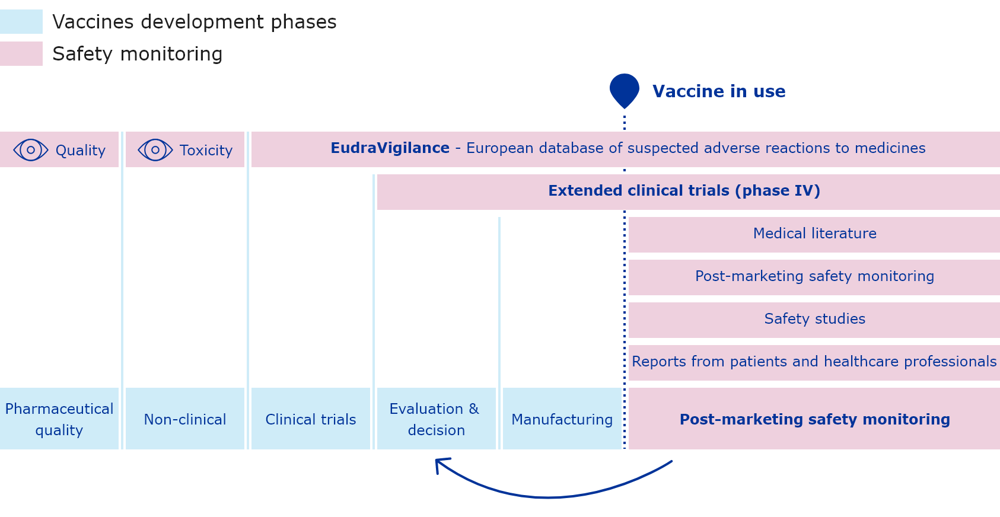 Vaccines development phases
Safety monitoring
Vaccine in use
Quality
Toxicity
EudraVigilance - European database of suspected adverse reactions to medicines
Extended clinical trials (phase IV)
Medical literature
Post-marketing safety monitoring
Safety studies
Reports from patients and healthcare professionals
Pharmaceutical
quality
Non-clinical
Clinical trials
Evaluation &
decision
Manufacturing
Post-marketing safety monitoring